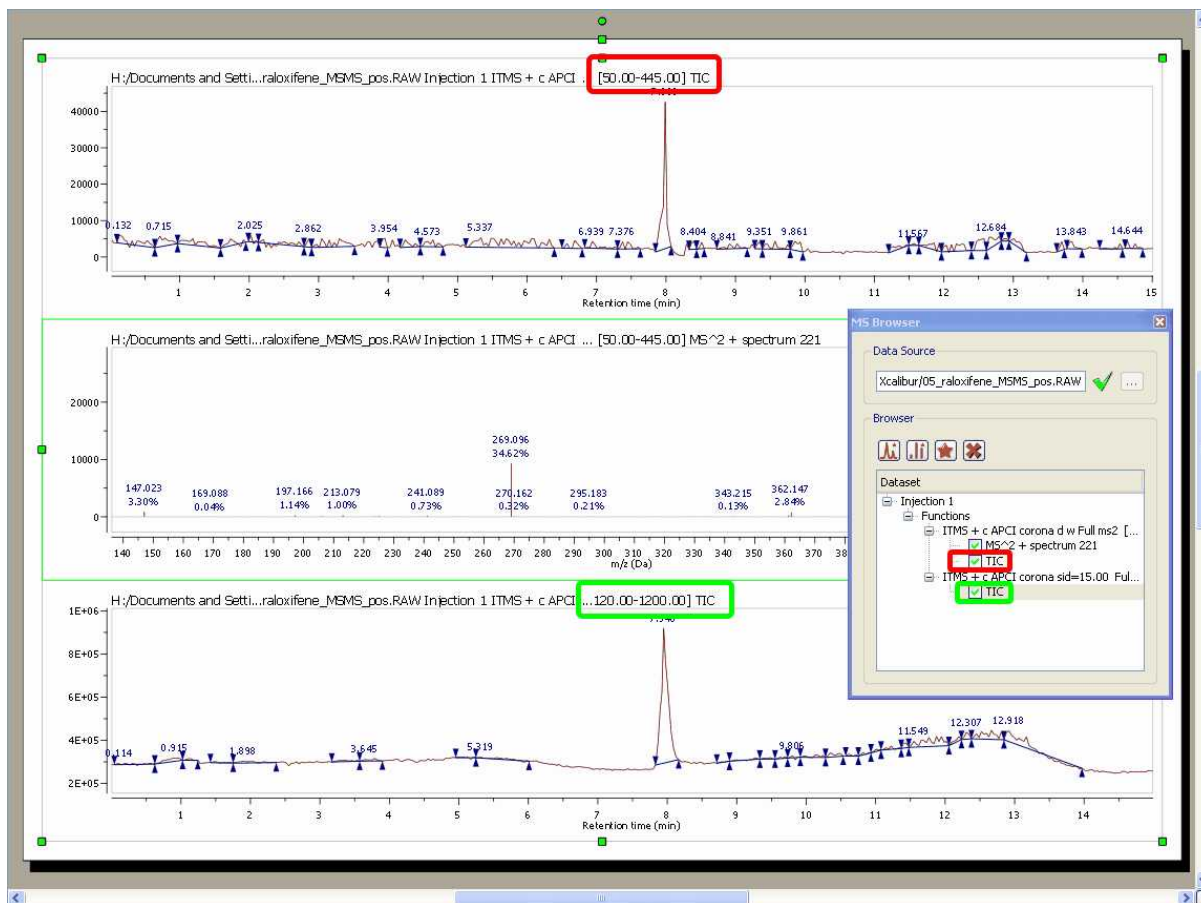 H:/Documents and Setti...raloxifene_MSMS_pos.RAW Injection 1 ITMS + c APCI ... [50.00-445.00] TIC
40000
30000
20000
10000
0
0.132 0.715 2.025 2.862 3.954 4.573 5.337 6.939 7.376 8.404 8.841 9.351 9.861 11.567 12.684 13.843 14.644
1 2 3 4 5 6 7 8 9 10 11 12 13 14 15
Retention time (min)
H:/Documents and Setti...raloxifene_MSMS_pos.RAW Injection 1 ITMS + c APCI ... [50.00-445.00] MS^2 + spectrum 221
20000
10000
0
147.023 169.088 197.166 213.079 241.089 269.096 270.162 295.183 343.215 362.147
3.30% 0.04% 1.14% 1.00% 0.73% 34.62% 0.32% 0.21% 0.13% 2.84%
140 150 160 170 180 190 200 210 220 230 240 250 260 270 280 290 300 310 320 330 340 350 360 370 380
m/z (Da)
H:/Documents and Setti...raloxifene_MSMS_pos.RAW Injection 1 ITMS + c APCI ...120.00-1200.00] TIC
1E+06
8E+05
6E+05
4E+05
2E+05
0.114 0.915 1.898 3.645 5.319 9.806 11.549 12.307 12.918
1 2 3 4 5 6 7 8 9 10 11 12 13 14
Retention time (min)
MS Browser
Data Source
Xcalibur/05_raloxifene_MSMS_pos.RAW
...
Browser
Dataset
Injection 1
Functions
ITMS + c APCI corona d w Full ms2 [...
MS^2 + spectrum 221
TIC
ITMS + c APCI corona sid=15.00 Ful...
TIC